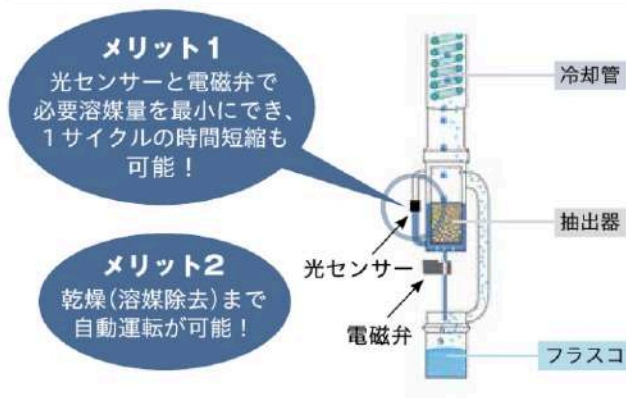 メリット1
光センサーと電磁弁で
必要溶媒量を最小にでき、
1サイクルの時間短縮も
可能！
冷却管
抽出器
光センサー
メリット2
乾燥(溶媒除去)まで
自動運転が可能！
電磁弁
フラスコ